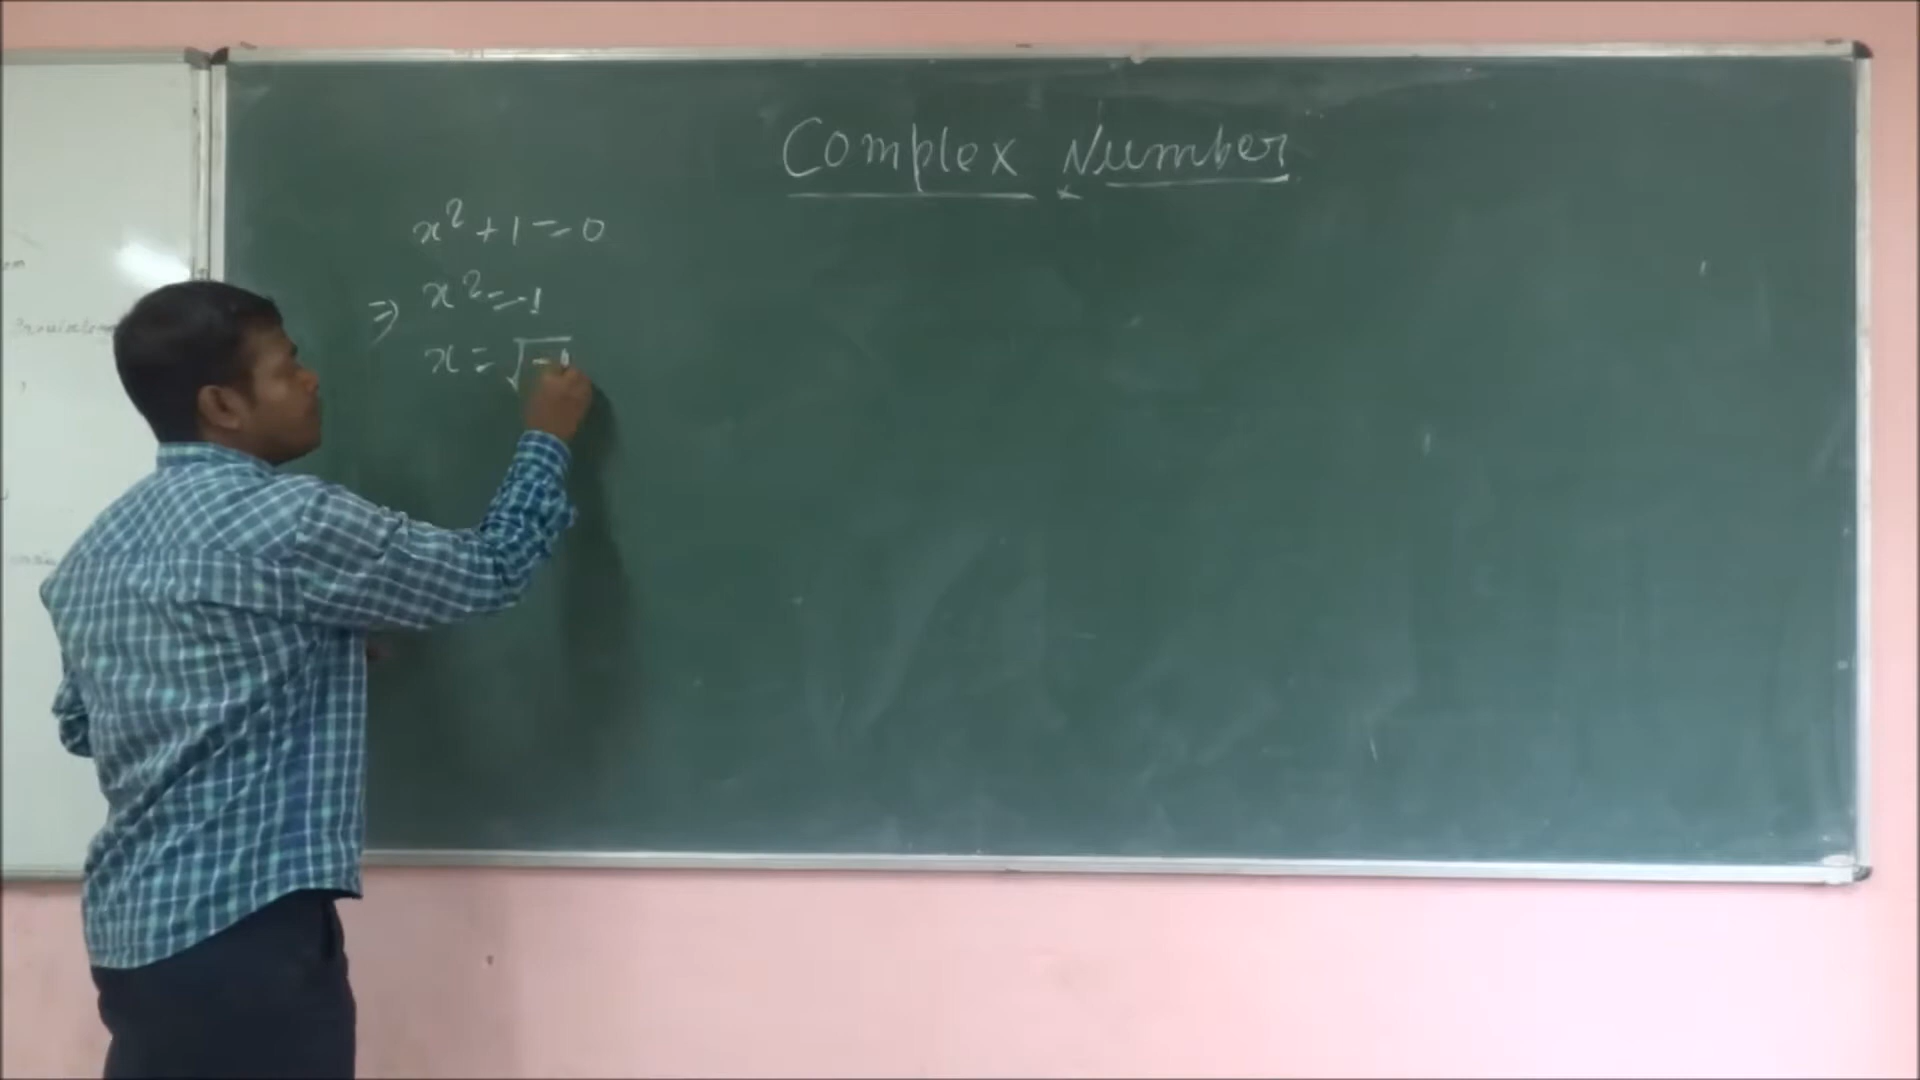 Complex Number
x² + 1 = 0
⇒ x² = -1
x = √-1